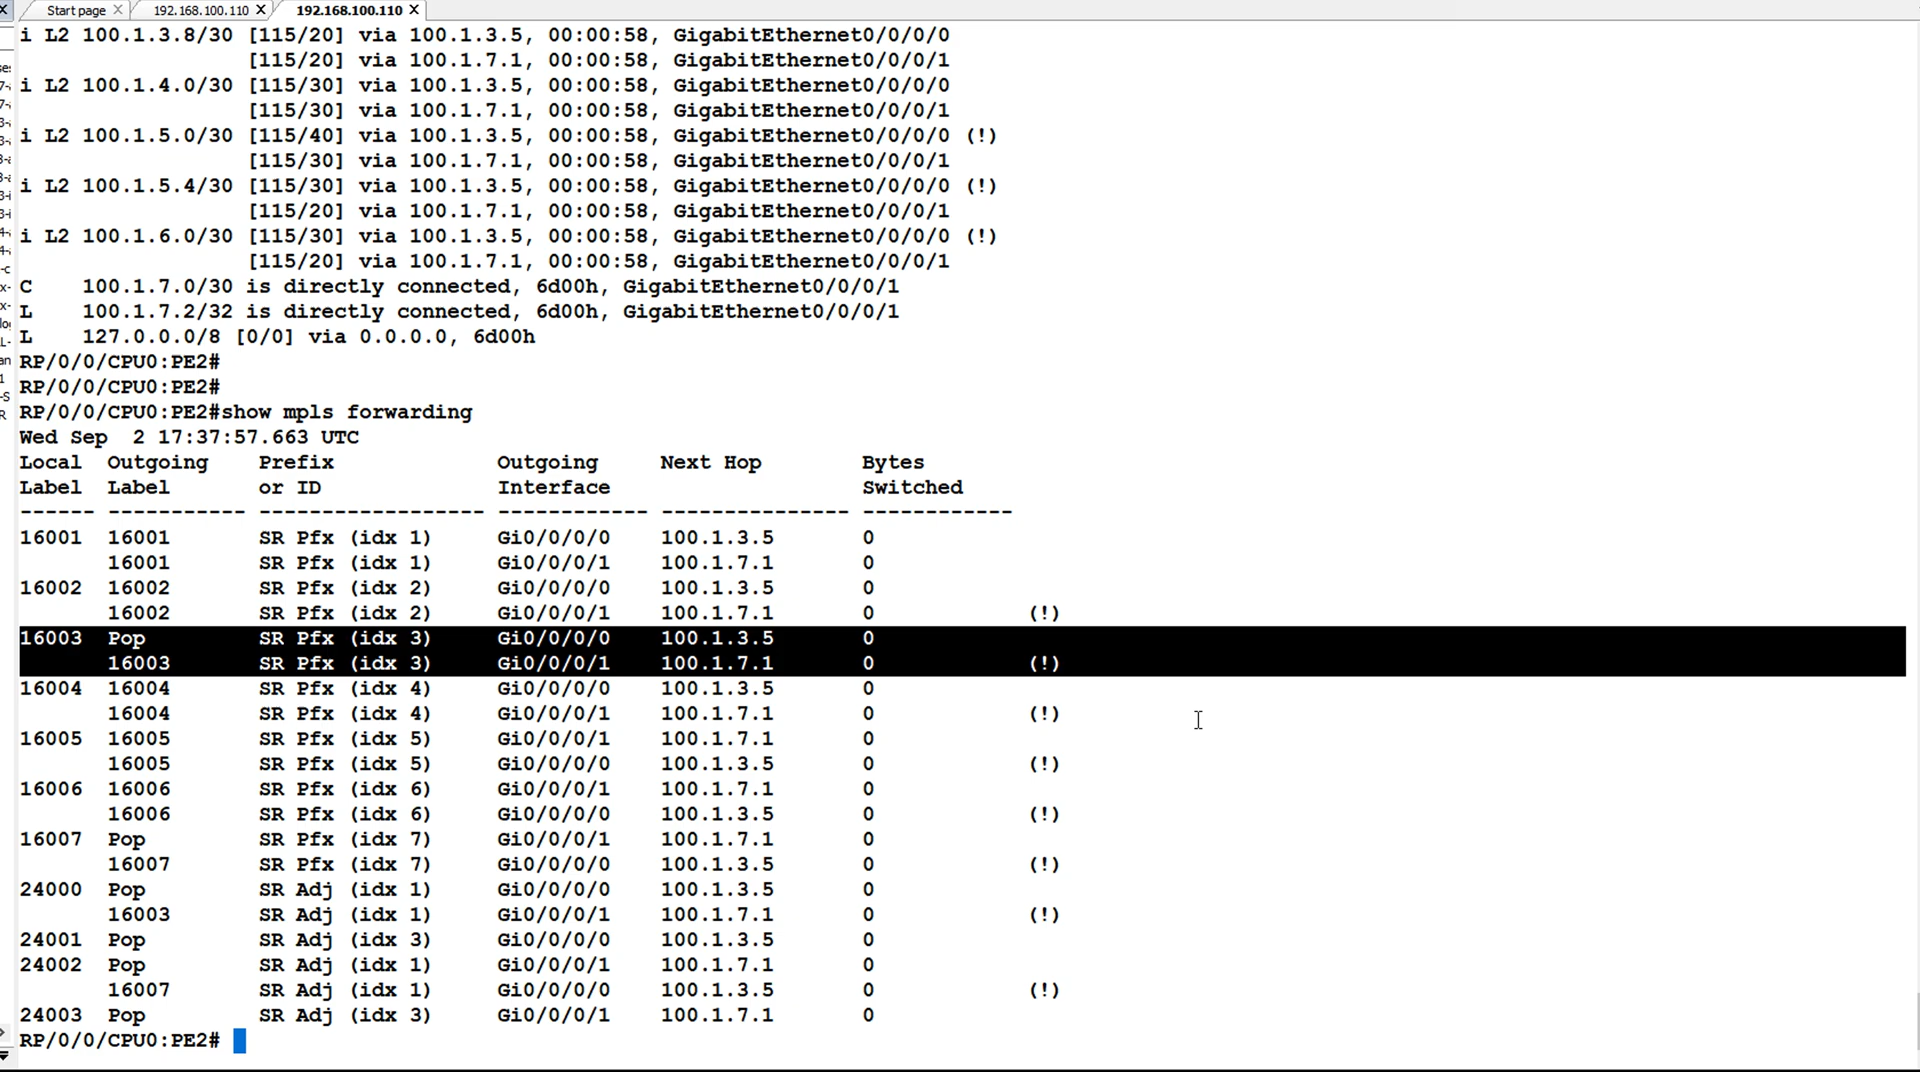 Start page
192.168.100.110
192.168.100.110
i L2 100.1.3.8/30 [115/20] via 100.1.3.5, 00:00:58, GigabitEthernet0/0/0/0
[115/20] via 100.1.7.1, 00:00:58, GigabitEthernet0/0/0/1
i L2 100.1.4.0/30 [115/30] via 100.1.3.5, 00:00:58, GigabitEthernet0/0/0/0
[115/30] via 100.1.7.1, 00:00:58, GigabitEthernet0/0/0/1
i L2 100.1.5.0/30 [115/40] via 100.1.3.5, 00:00:58, GigabitEthernet0/0/0/0 (!)
[115/30] via 100.1.7.1, 00:00:58, GigabitEthernet0/0/0/1
i L2 100.1.5.4/30 [115/30] via 100.1.3.5, 00:00:58, GigabitEthernet0/0/0/0 (!)
[115/20] via 100.1.7.1, 00:00:58, GigabitEthernet0/0/0/1
i L2 100.1.6.0/30 [115/30] via 100.1.3.5, 00:00:58, GigabitEthernet0/0/0/0 (!)
[115/20] via 100.1.7.1, 00:00:58, GigabitEthernet0/0/0/1
C 100.1.7.0/30 is directly connected, 6d00h, GigabitEthernet0/0/0/1
L 100.1.7.2/32 is directly connected, 6d00h, GigabitEthernet0/0/0/1
L 127.0.0.0/8 [0/0] via 0.0.0.0, 6d00h
RP/0/0/CPU0:PE2#
RP/0/0/CPU0:PE2#
RP/0/0/CPU0:PE2#show mpls forwarding
Wed Sep 2 17:37:57.663 UTC
Local Outgoing Prefix Outgoing Next Hop Bytes
Label Label or ID Interface Switched
------ ----------- ------------------ ------------ --------------- ------------
16001 16001 SR Pfx (idx 1) Gi0/0/0/0 100.1.3.5 0
16001 SR Pfx (idx 1) Gi0/0/0/1 100.1.7.1 0
16002 16002 SR Pfx (idx 2) Gi0/0/0/0 100.1.3.5 0
16002 SR Pfx (idx 2) Gi0/0/0/1 100.1.7.1 0 (!)
16003 Pop SR Pfx (idx 3) Gi0/0/0/0 100.1.3.5 0
16003 SR Pfx (idx 3) Gi0/0/0/1 100.1.7.1 0 (!)
16004 16004 SR Pfx (idx 4) Gi0/0/0/0 100.1.3.5 0
16004 SR Pfx (idx 4) Gi0/0/0/1 100.1.7.1 0 (!)
16005 16005 SR Pfx (idx 5) Gi0/0/0/1 100.1.7.1 0
16005 SR Pfx (idx 5) Gi0/0/0/0 100.1.3.5 0 (!)
16006 16006 SR Pfx (idx 6) Gi0/0/0/1 100.1.7.1 0
16006 SR Pfx (idx 6) Gi0/0/0/0 100.1.3.5 0 (!)
16007 Pop SR Pfx (idx 7) Gi0/0/0/1 100.1.7.1 0
16007 SR Pfx (idx 7) Gi0/0/0/0 100.1.3.5 0 (!)
24000 Pop SR Adj (idx 1) Gi0/0/0/0 100.1.3.5 0
16003 SR Adj (idx 1) Gi0/0/0/1 100.1.7.1 0 (!)
24001 Pop SR Adj (idx 3) Gi0/0/0/0 100.1.3.5 0
24002 Pop SR Adj (idx 1) Gi0/0/0/1 100.1.7.1 0
16007 SR Adj (idx 1) Gi0/0/0/0 100.1.3.5 0 (!)
24003 Pop SR Adj (idx 3) Gi0/0/0/1 100.1.7.1 0
RP/0/0/CPU0:PE2#